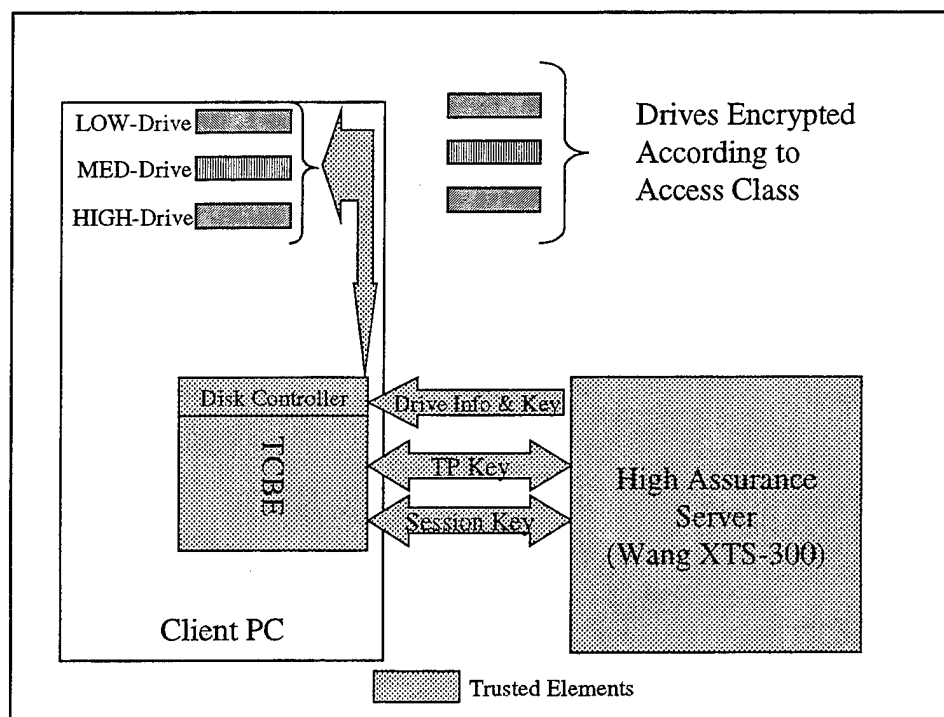 LOW-Drive
MED-Drive
HIGH-Drive
Drives Encrypted
According to
Access Class
Disk Controller
TCBE
Drive Info & Key
TP Key
Session Key
High Assurance
Server
(Wang XTS-300)
Client PC
Trusted Elements